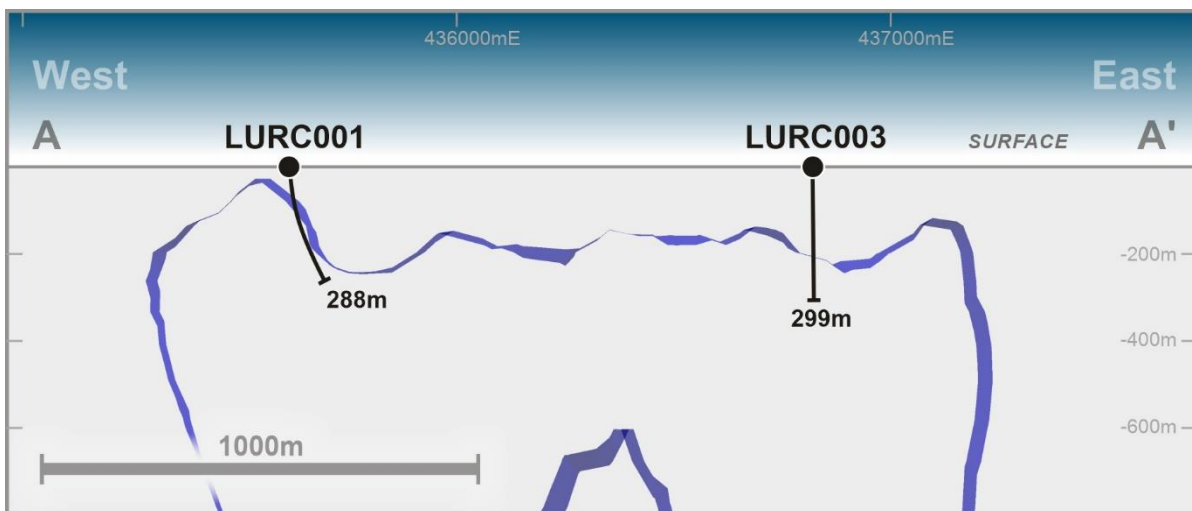 436000mE
437000mE
West
East
A
LURC001
LURC003
SURFACE
A'
-200m
288m
299m
-400m
-600m
1000m